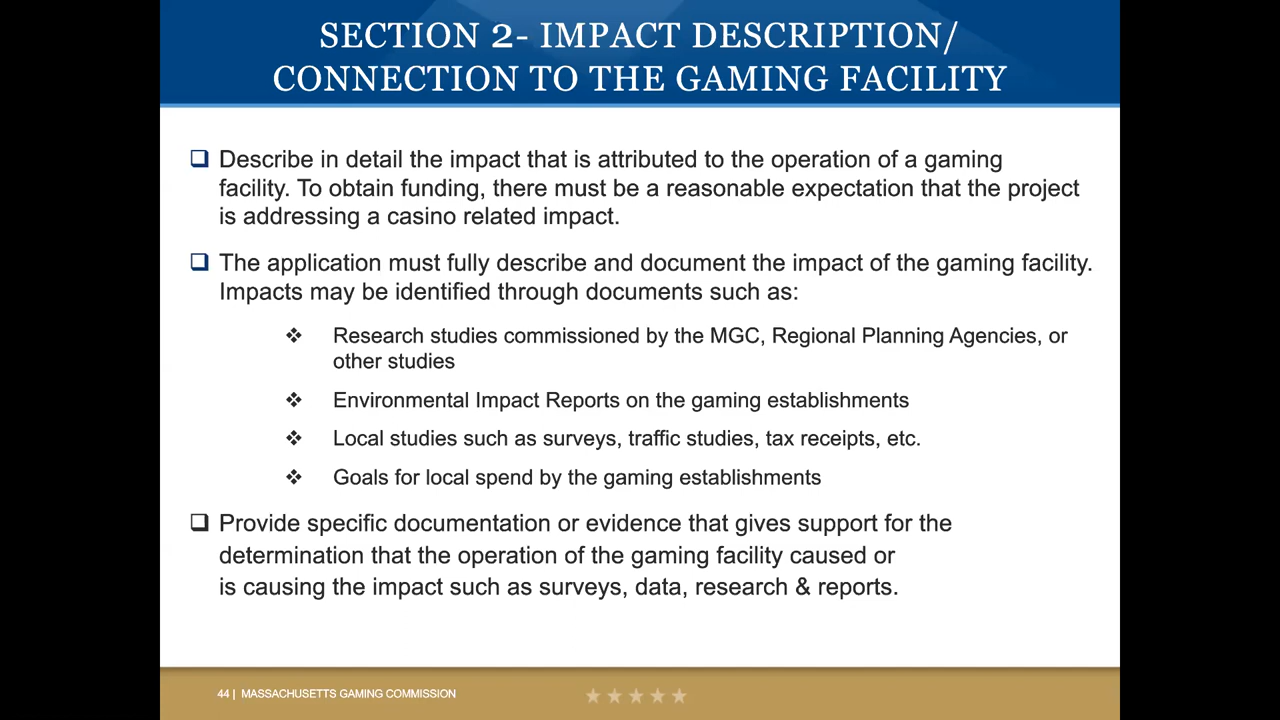 SECTION 2- IMPACT DESCRIPTION/
CONNECTION TO THE GAMING FACILITY
❑ Describe in detail the impact that is attributed to the operation of a gaming
facility. To obtain funding, there must be a reasonable expectation that the project
is addressing a casino related impact.
❑ The application must fully describe and document the impact of the gaming facility.
Impacts may be identified through documents such as:
❖ Research studies commissioned by the MGC, Regional Planning Agencies, or
other studies
❖ Environmental Impact Reports on the gaming establishments
❖ Local studies such as surveys, traffic studies, tax receipts, etc.
❖ Goals for local spend by the gaming establishments
❑ Provide specific documentation or evidence that gives support for the
determination that the operation of the gaming facility caused or
is causing the impact such as surveys, data, research & reports.
44 | MASSACHUSETTS GAMING COMMISSION